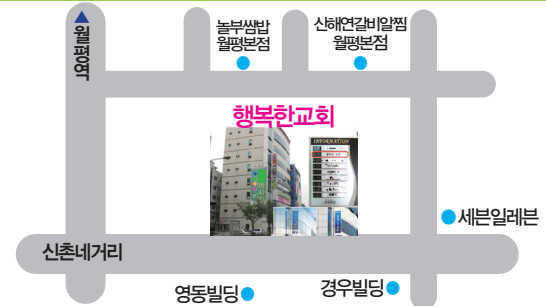 ▲월평역
놀부쌈밥
월평본점
산해연갈비알찜
월평본점
행복한교회
INFORMATION
세븐일레븐
신촌네거리
영동빌딩
경우빌딩